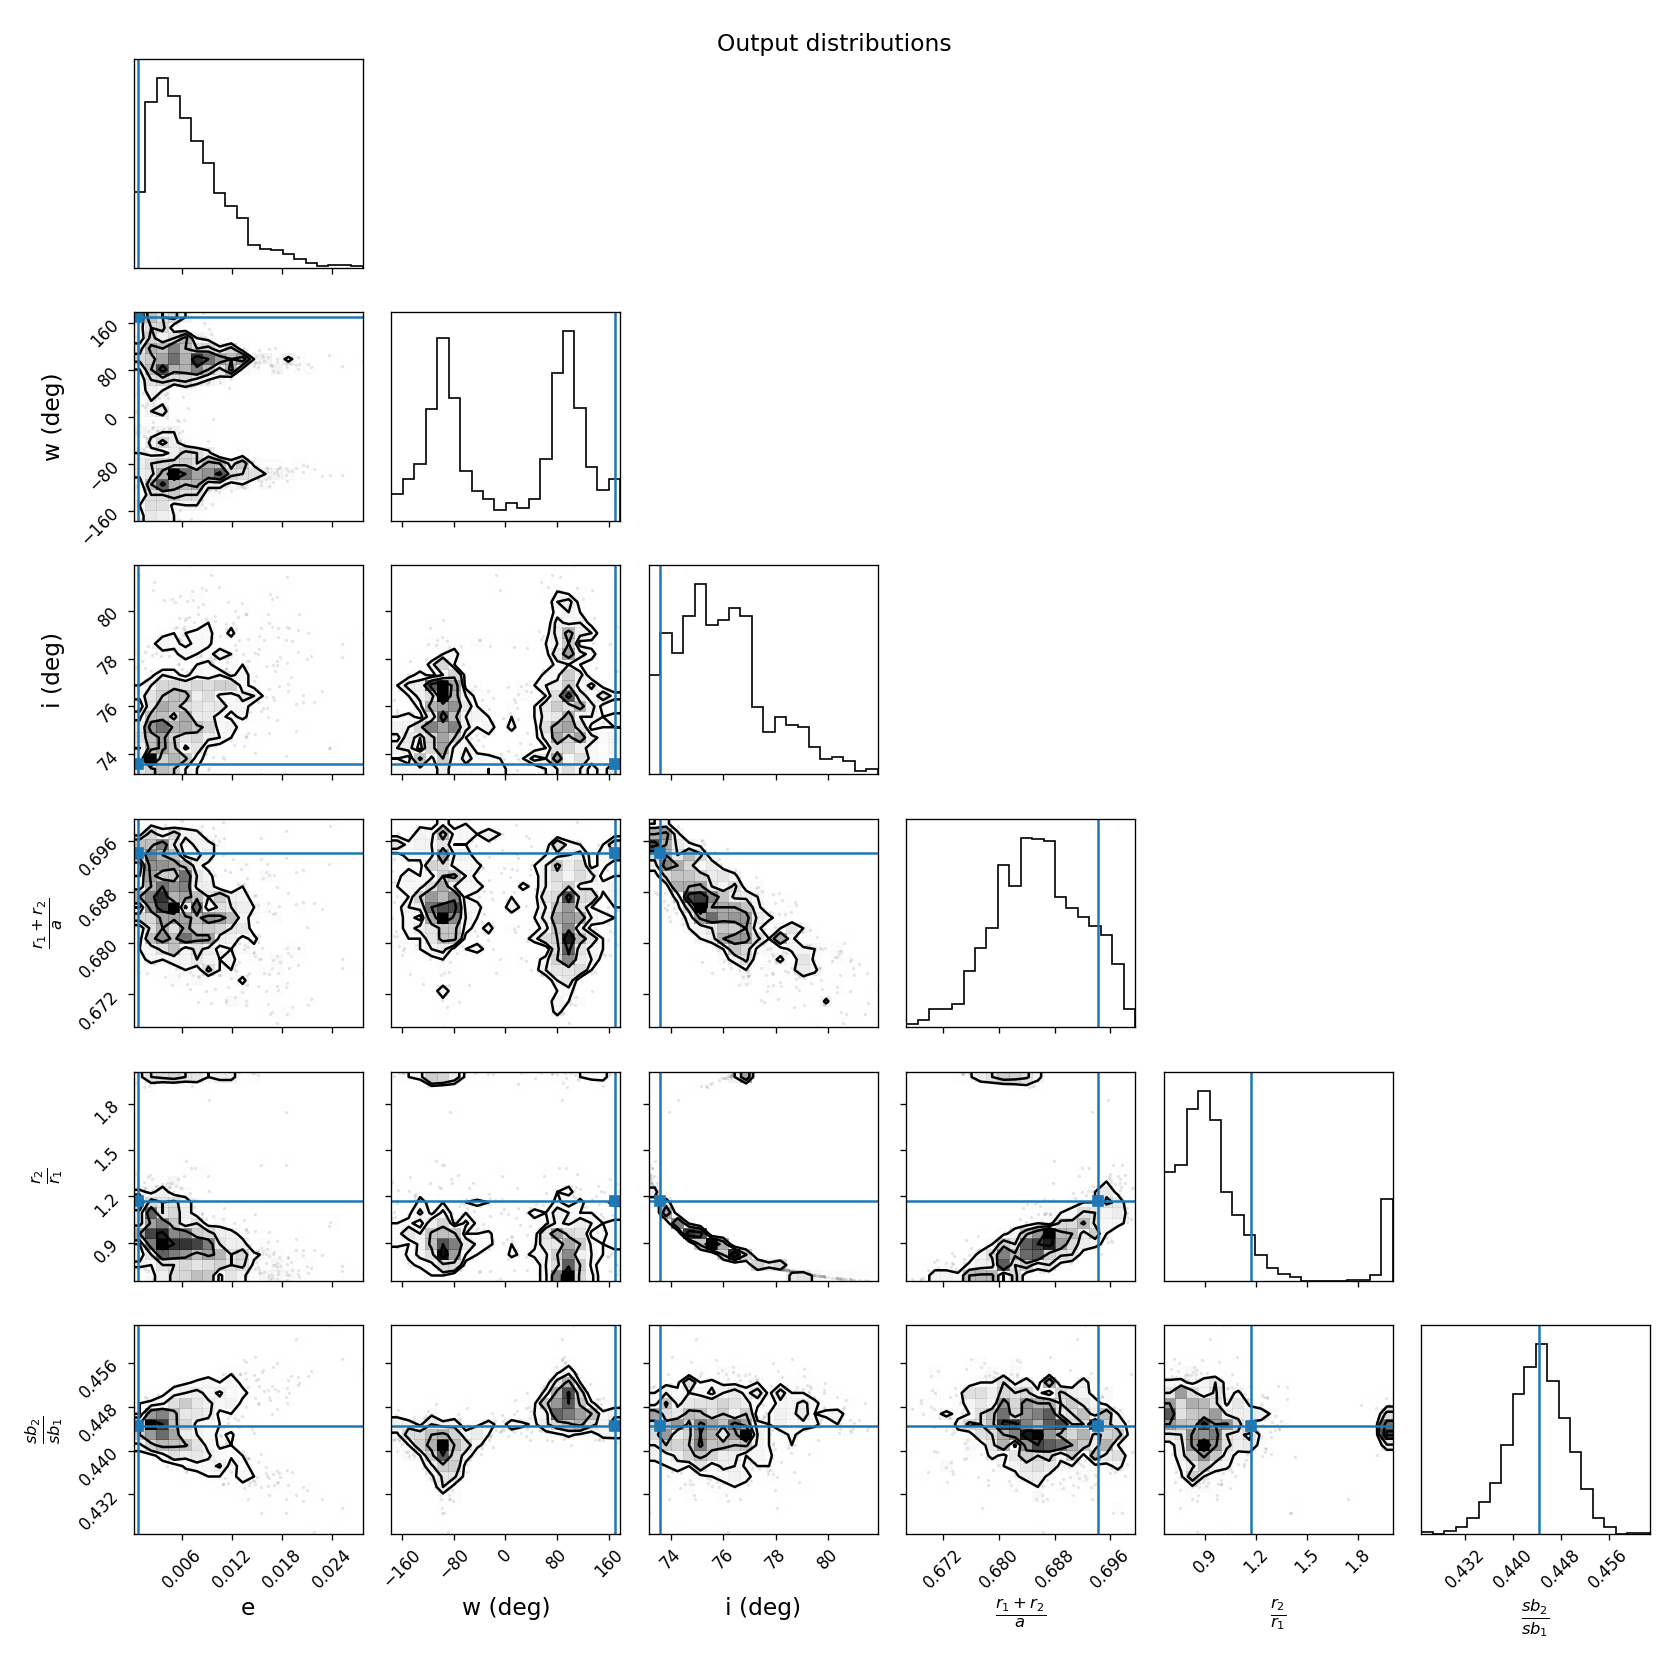 Output distributions
160
80
0
−80
−160
w (deg)
80
78
76
74
i (deg)
0.696
0.688
0.680
0.672
r₁ + r₂
a
1.8
1.5
1.2
0.9
r₂
r₁
0.456
0.448
0.440
0.432
sb₂
sb₁
0.006 0.012 0.018 0.024
−160 −80 0 80 160
74 76 78 80
0.672 0.680 0.688 0.696
0.9 1.2 1.5 1.8
0.432 0.440 0.448 0.456
e
w (deg)
i (deg)
r₁ + r₂
a
r₂
r₁
sb₂
sb₁